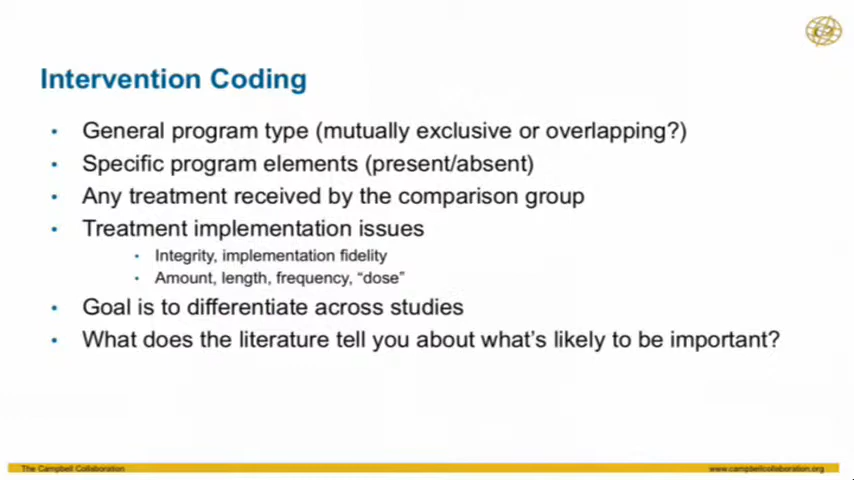 Intervention Coding
• General program type (mutually exclusive or overlapping?)
• Specific program elements (present/absent)
• Any treatment received by the comparison group
• Treatment implementation issues
• Integrity, implementation fidelity
• Amount, length, frequency, “dose”
• Goal is to differentiate across studies
• What does the literature tell you about what’s likely to be important?
The Campbell Collaboration
www.campbellcollaboration.org